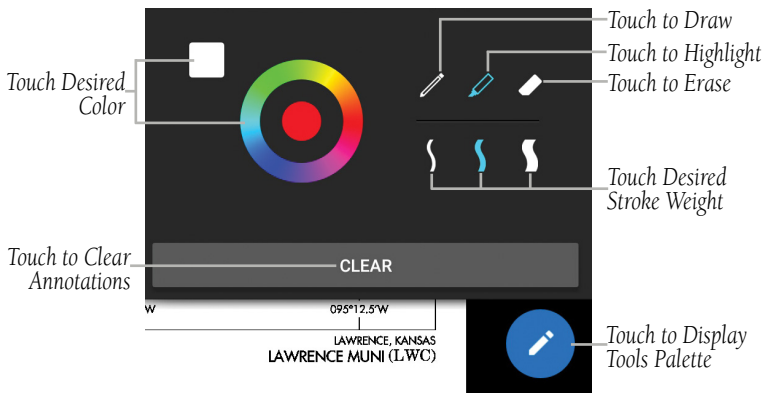 Touch to Draw
Touch to Highlight
Touch to Erase
Touch Desired
Color
Touch Desired
Stroke Weight
Touch to Clear
Annotations
CLEAR
W
095°12.5'W
LAWRENCE, KANSAS
LAWRENCE MUNI (LWC)
Touch to Display
Tools Palette